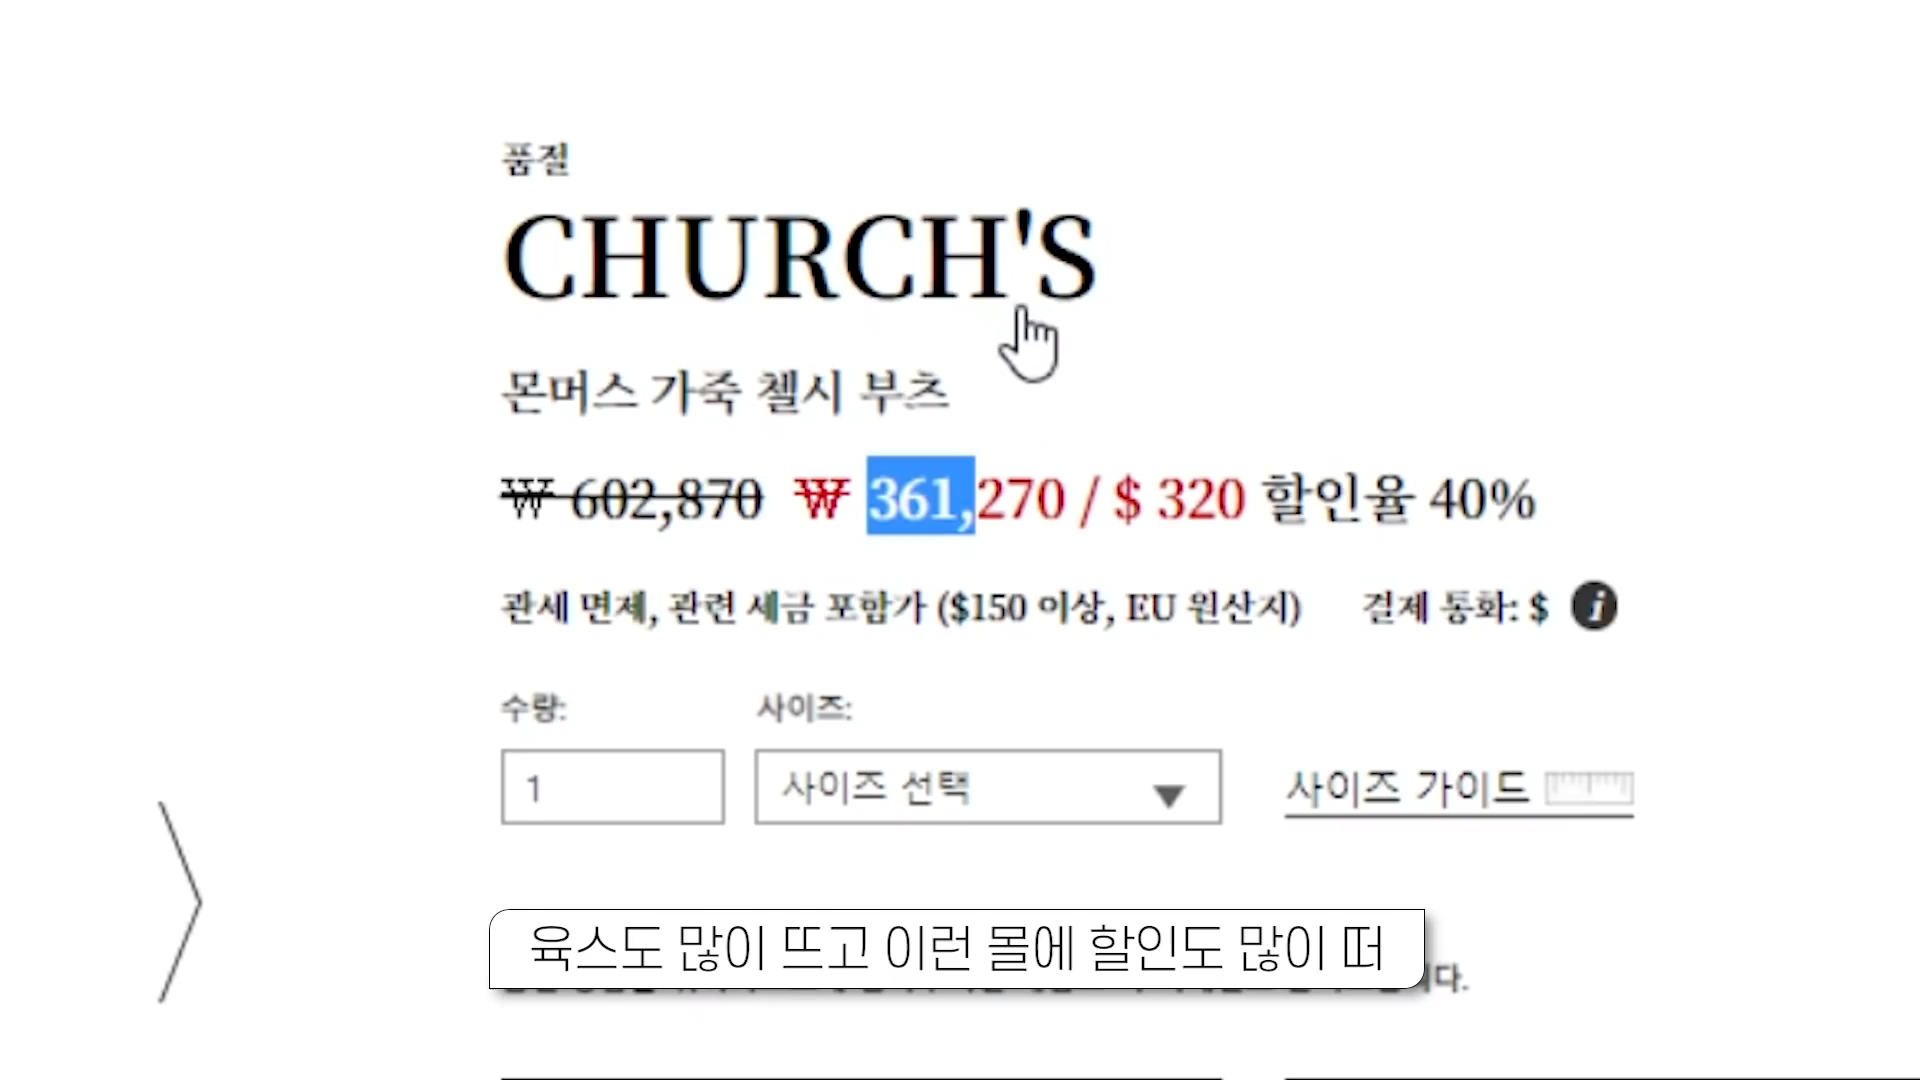 품절
CHURCH'S
몬머스 가죽 첼시 부츠
₩ 602,870 ₩ 361,270 / $ 320 할인율 40%
관세 면제, 관련 세금 포함가 ($150 이상, EU 원산지) 결제 통화: $ i
수량: 사이즈:
1 사이즈 선택 사이즈 가이드
육스도 많이 뜨고 이런 몰에 할인도 많이 떠